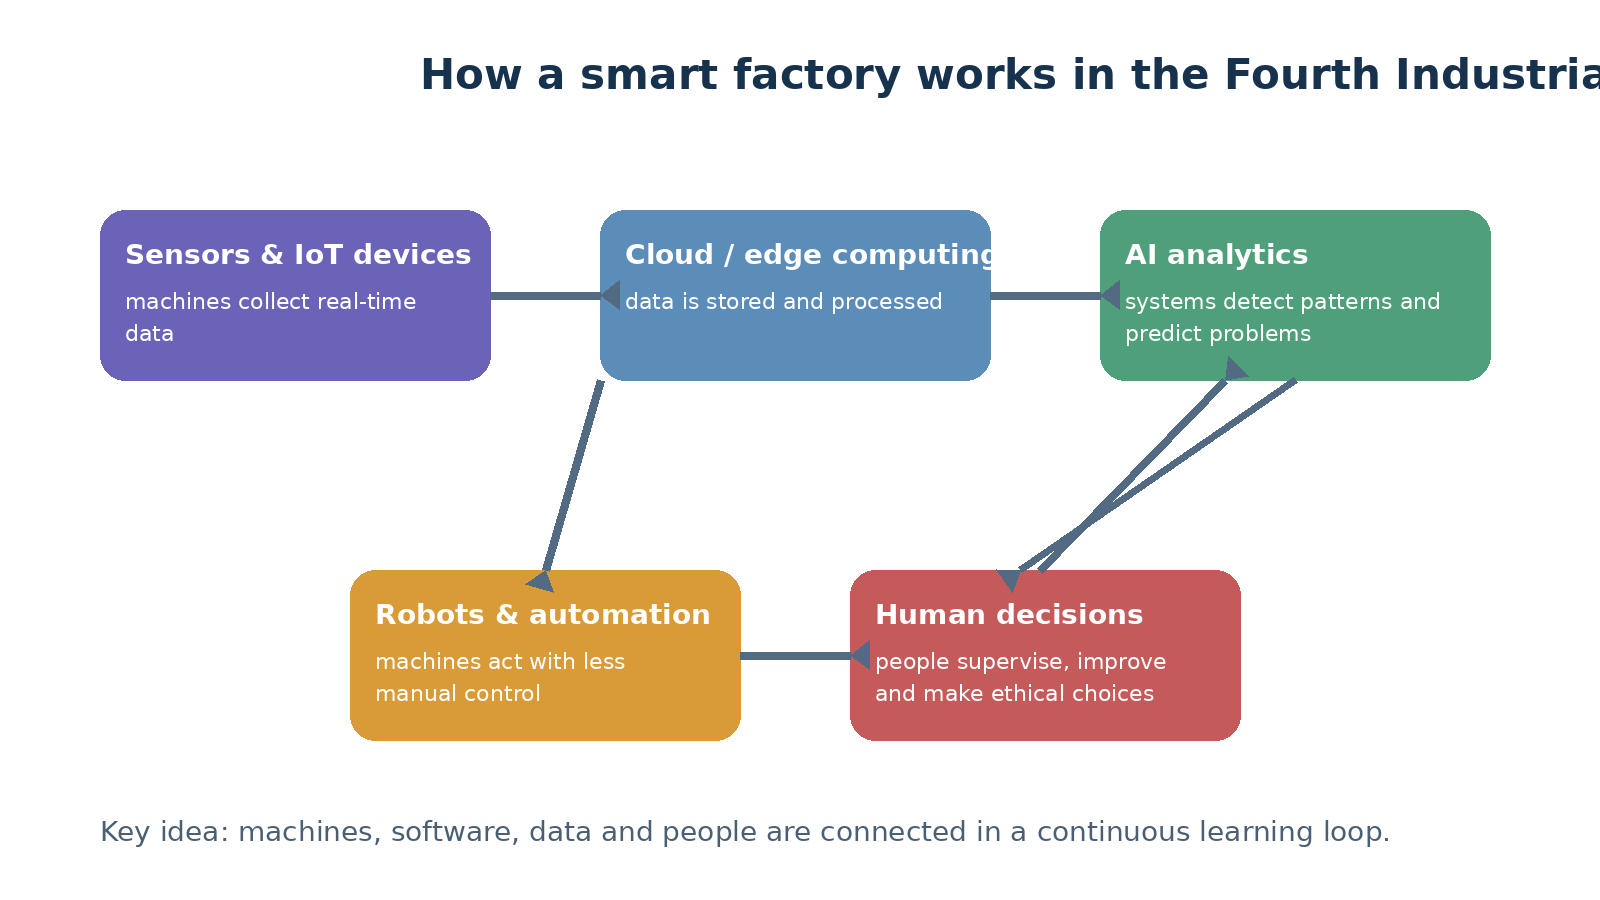 How a smart factory works in the Fourth Industria
Sensors & IoT devices
machines collect real-time
data
Cloud / edge computing
data is stored and processed
AI analytics
systems detect patterns and
predict problems
Robots & automation
machines act with less
manual control
Human decisions
people supervise, improve
and make ethical choices
Key idea: machines, software, data and people are connected in a continuous learning loop.